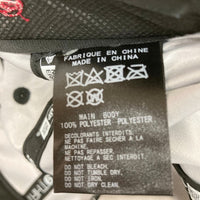 FABRIQUE EN CHINE
MADE IN CHINA
MAIN BODY
100% POLYESTER POLYESTER
DECOLORANTS INTERDITS.
NE PAS FAIRE SECHER A LA
MACHINE.
NE PAS REPASSER.
NETTOYAGE A SEC INTERDIT.
DO NOT BLEACH.
DO NOT TUMBLE DRY.
DO NOT IRON.
DO NOT DRY CLEAN.